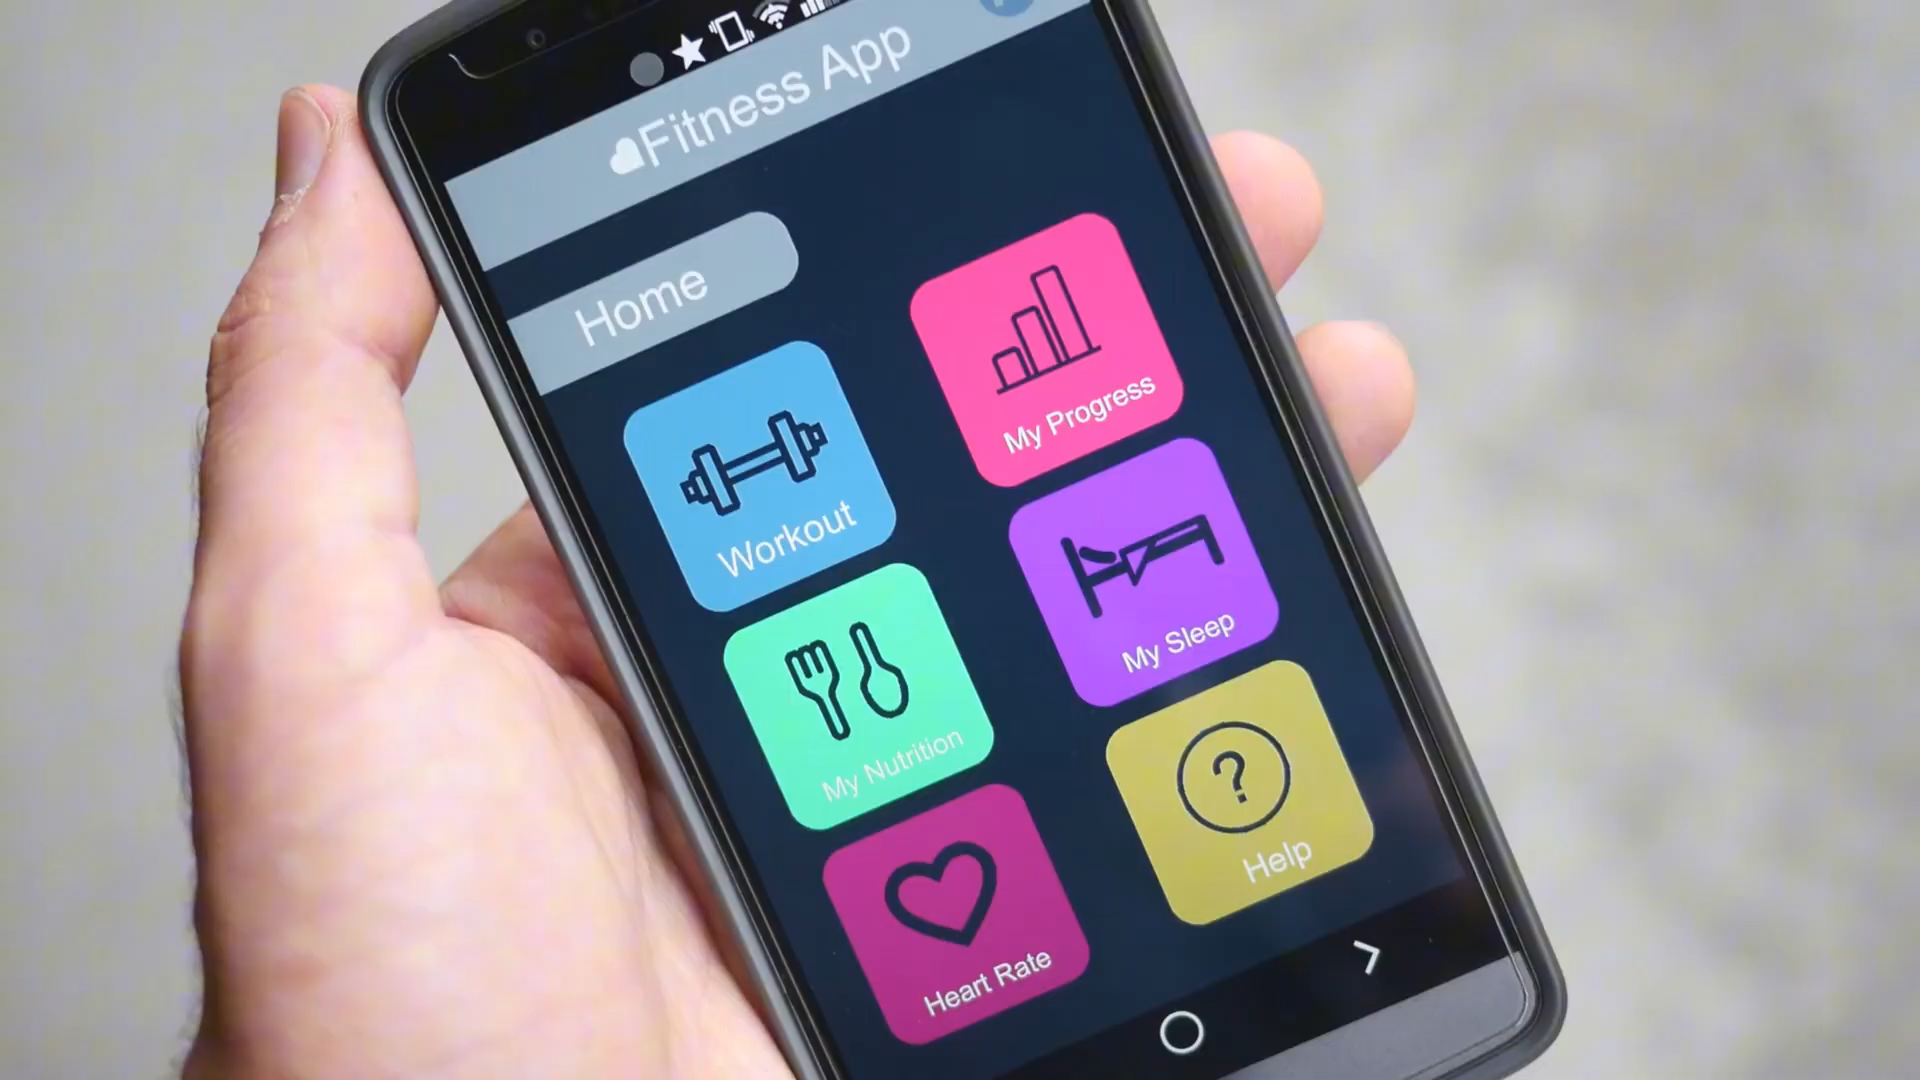 Fitness App
Home
Workout
My Progress
My Nutrition
My Sleep
Heart Rate
Help